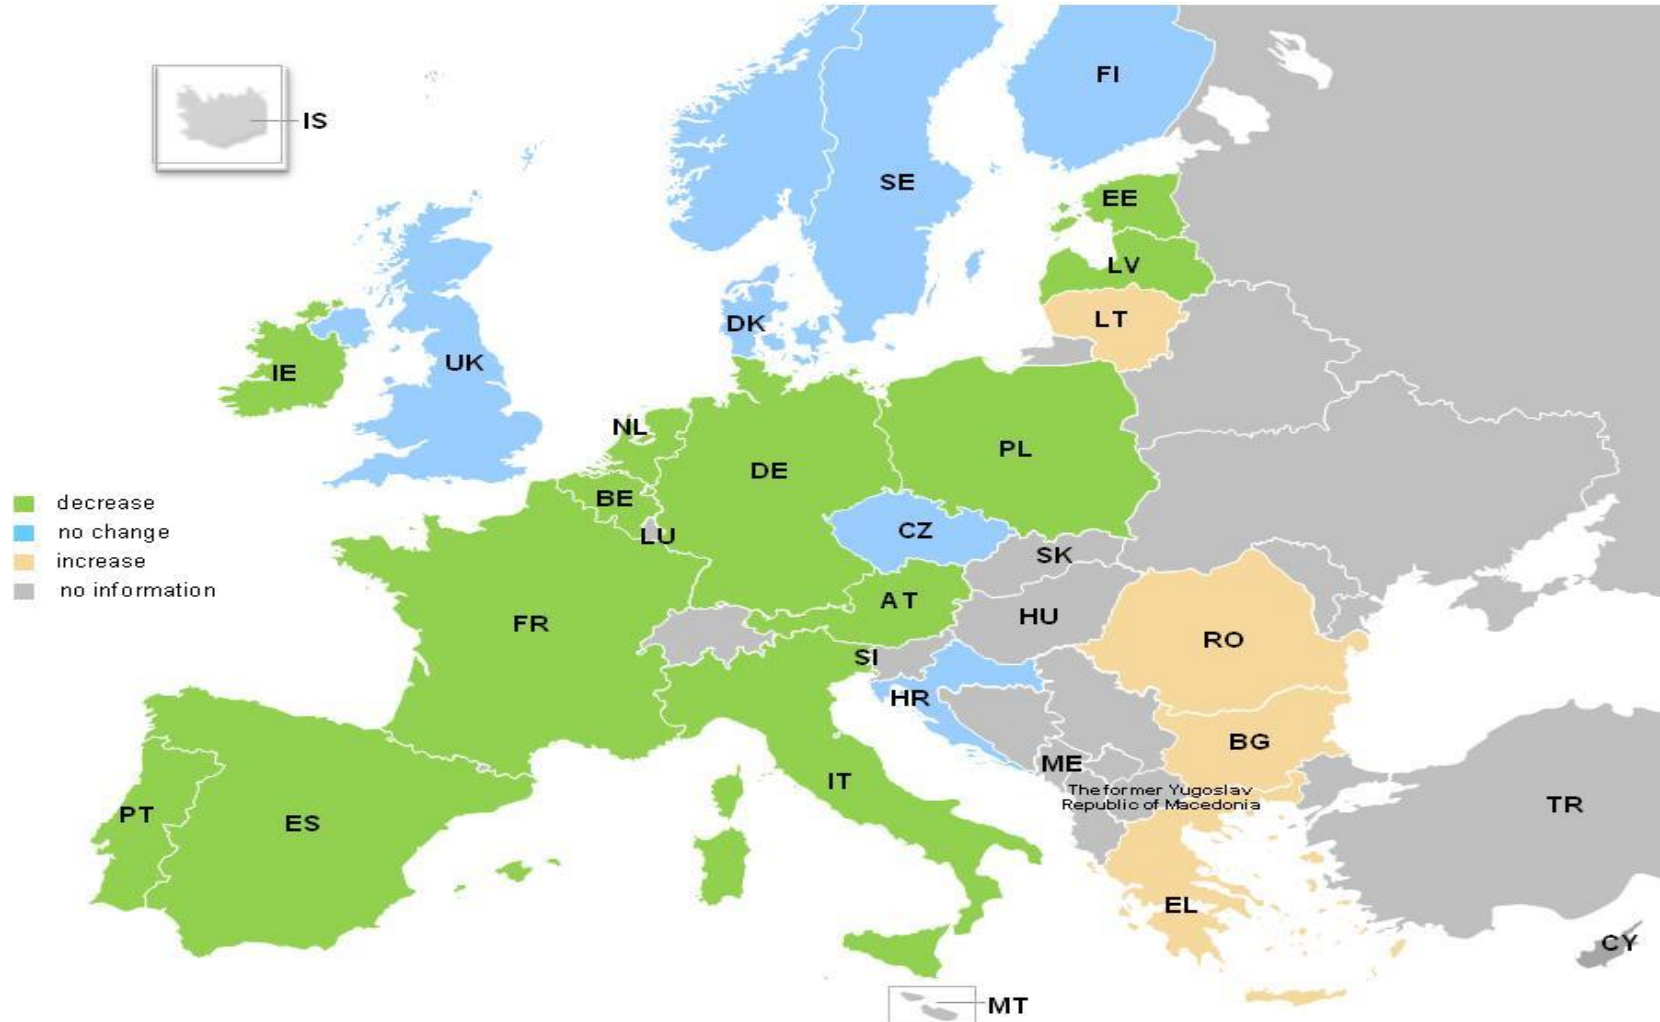 FI
IS
SE
EE
LV
LT
DK
IE
UK
NL
PL
DE
BE
decrease
no change
increase
no information
LU
CZ
SK
AT
HU
FR
RO
SI
HR
BG
ME
IT
The former Yugoslav
Republic of Macedonia
TR
PT
ES
EL
CY
MT